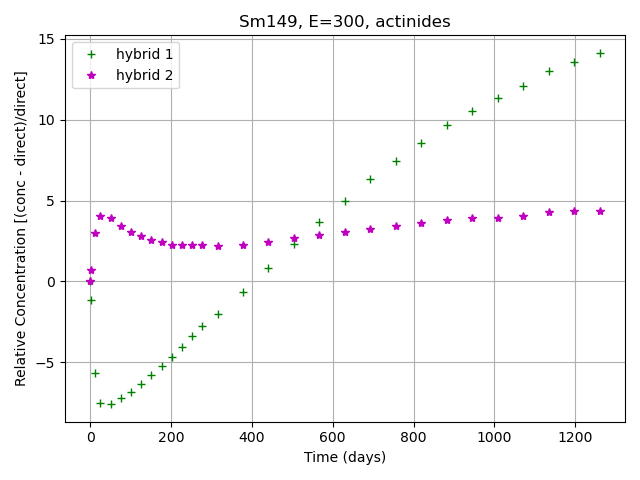 Sm149, E=300, actinides
hybrid 1
hybrid 2
Relative Concentration [(conc - direct)/direct]
15
10
5
0
−5
0 200 400 600 800 1000 1200
Time (days)